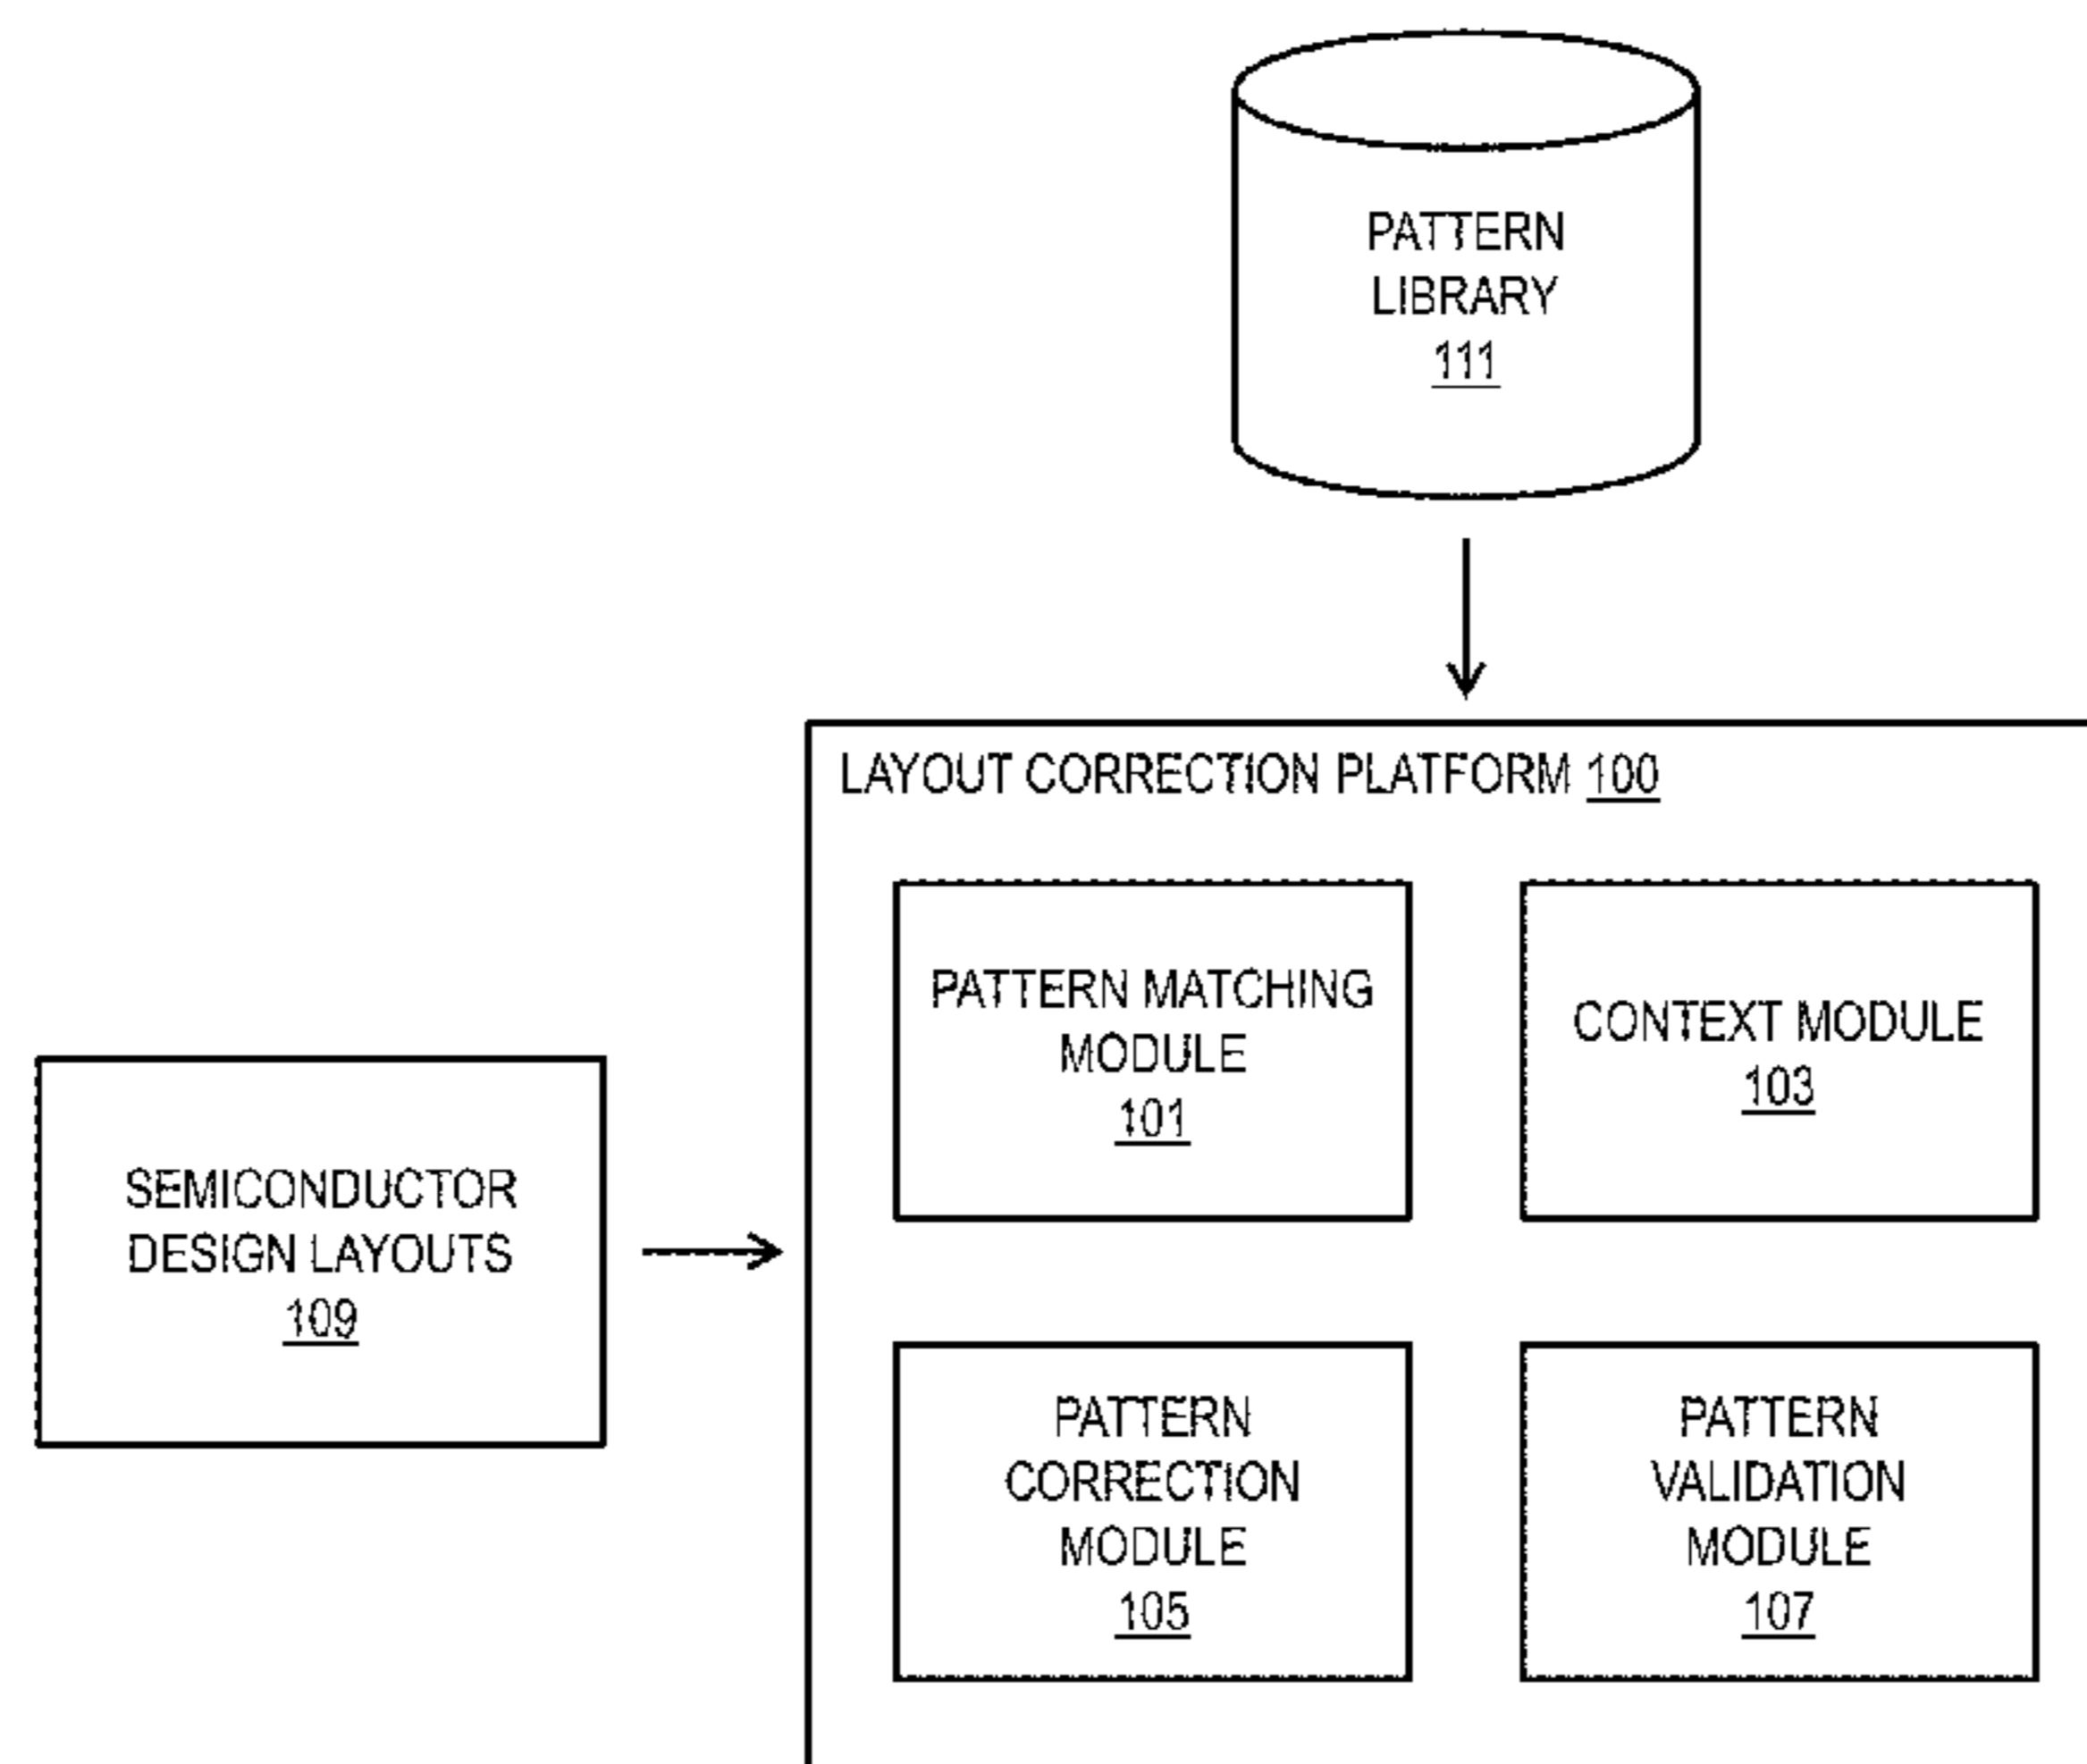 PATTERN
LIBRARY
111
LAYOUT CORRECTION PLATFORM 100
PATTERN MATCHING
MODULE
101
CONTEXT MODULE
103
SEMICONDUCTOR
DESIGN LAYOUTS
109
PATTERN
CORRECTION
MODULE
105
PATTERN
VALIDATION
MODULE
107